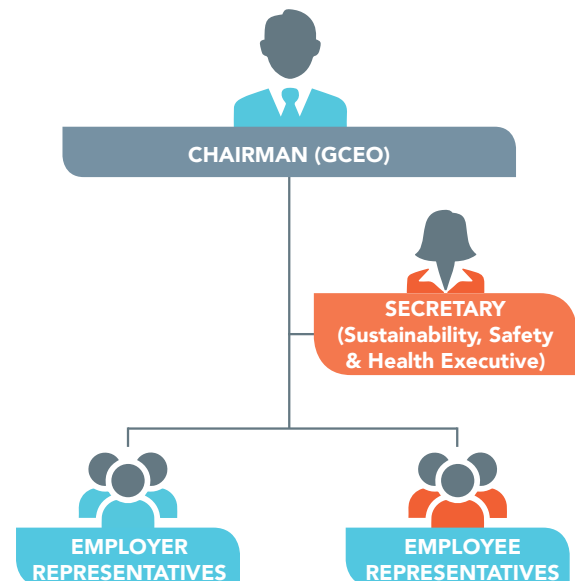 CHAIRMAN (GCEO)
SECRETARY
(Sustainability, Safety
& Health Executive)
EMPLOYER
REPRESENTATIVES
EMPLOYEE
REPRESENTATIVES